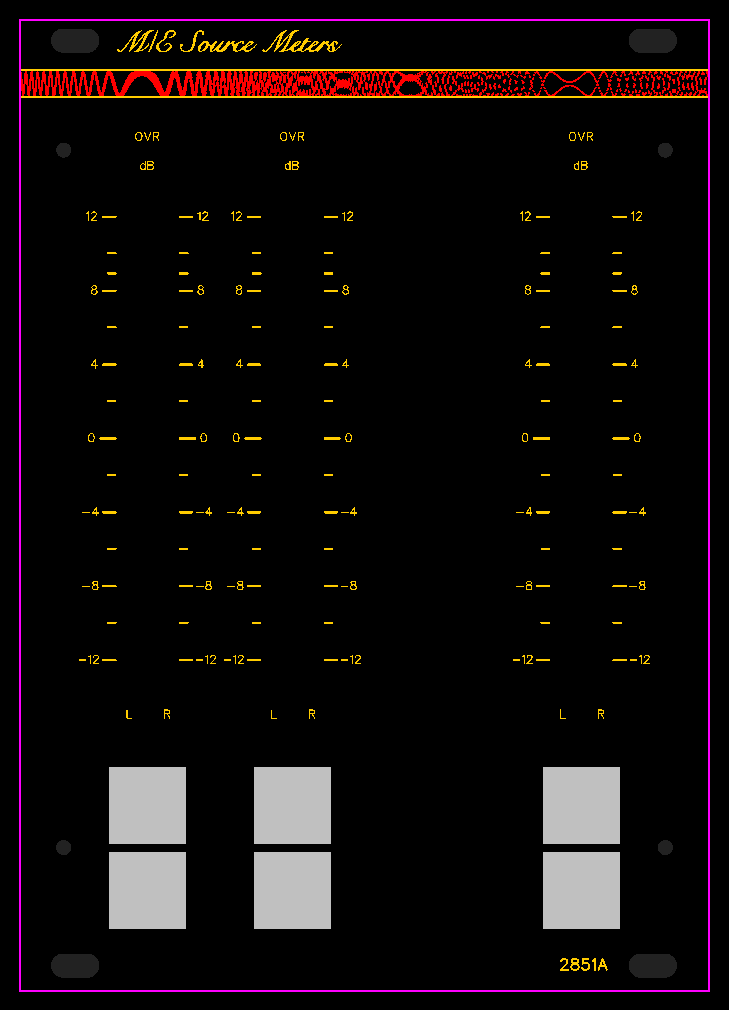 M/E Source Meters
OVR OVR OVR
dB dB dB
12 12 12 12 12 12
8 8 8 8 8 8
4 4 4 4 4 4
0 0 0 0 0 0
-4 -4 -4 -4 -4 -4
-8 -8 -8 -8 -8 -8
-12 -12 -12 -12 -12 -12
L R L R L R
2851A